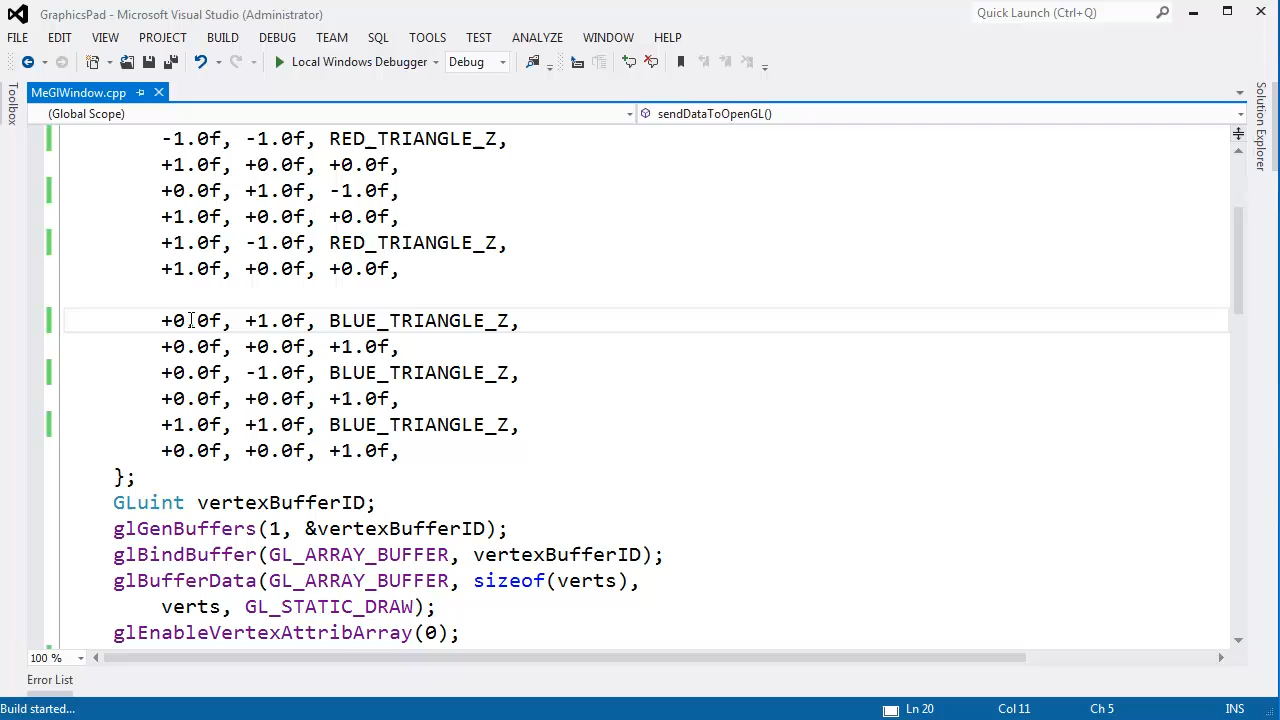 GraphicsPad - Microsoft Visual Studio (Administrator)
Quick Launch (Ctrl+Q)
FILE EDIT VIEW PROJECT BUILD DEBUG TEAM SQL TOOLS TEST ANALYZE WINDOW HELP
Local Windows Debugger Debug
MeGlWindow.cpp
(Global Scope) sendDataToOpenGL()
Toolbox
Solution Explorer
-1.0f, -1.0f, RED_TRIANGLE_Z,
+1.0f, +0.0f, +0.0f,
+0.0f, +1.0f, -1.0f,
+1.0f, +0.0f, +0.0f,
+1.0f, -1.0f, RED_TRIANGLE_Z,
+1.0f, +0.0f, +0.0f,
+0.0f, +1.0f, BLUE_TRIANGLE_Z,
+0.0f, +0.0f, +1.0f,
+0.0f, -1.0f, BLUE_TRIANGLE_Z,
+0.0f, +0.0f, +1.0f,
+1.0f, +1.0f, BLUE_TRIANGLE_Z,
+0.0f, +0.0f, +1.0f,
};
GLuint vertexBufferID;
glGenBuffers(1, &vertexBufferID);
glBindBuffer(GL_ARRAY_BUFFER, vertexBufferID);
glBufferData(GL_ARRAY_BUFFER, sizeof(verts),
verts, GL_STATIC_DRAW);
glEnableVertexAttribArray(0);
100 %
Error List
Build started... Ln 20 Col 11 Ch 5 INS